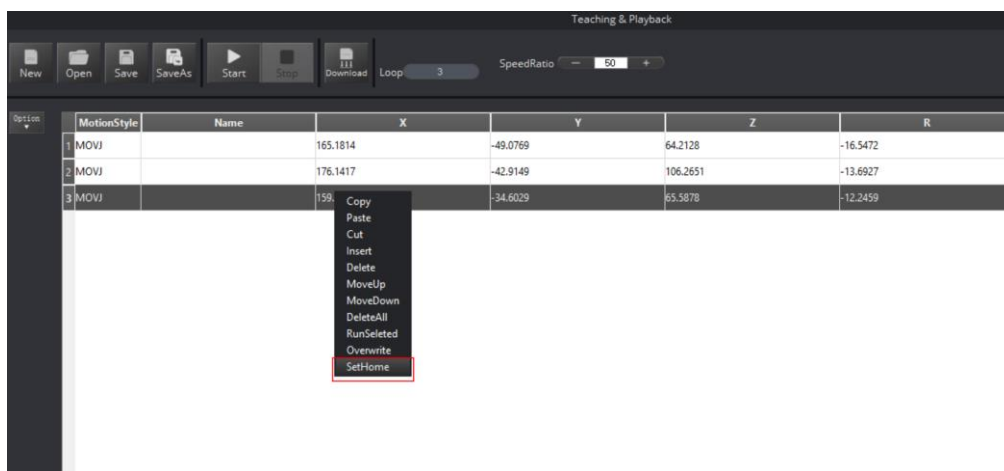 Teaching & Playback
New Open Save SaveAs Start Stop Download Loop 3 SpeedRatio − 50 +
Option MotionStyle Name X Y Z R
1 MOVJ 165.1814 -49.0769 64.2128 -16.5472
2 MOVJ 176.1417 -42.9149 106.2651 -13.6927
3 MOVJ 159. -34.6029 65.5878 -12.2459
Copy
Paste
Cut
Insert
Delete
MoveUp
MoveDown
DeleteAll
RunSeleted
Overwrite
SetHome